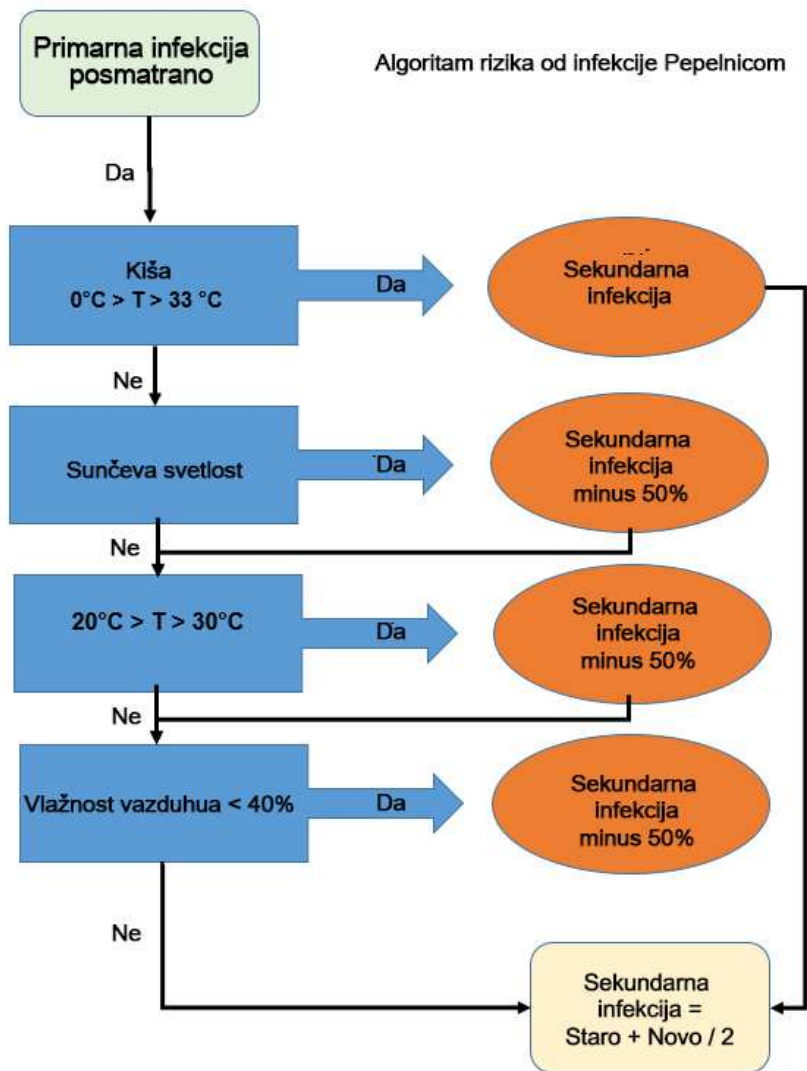 Primarna infekcija
posmatrano
Algoritam rizika od infekcije Pepelnicom
Da
Kiša
0°C > T > 33 °C
Da
Sekundarna
infekcija
Ne
Sunčeva svetlost
Da
Sekundarna
infekcija
minus 50%
Ne
20°C > T > 30°C
Da
Sekundarna
infekcija
minus 50%
Ne
Vlažnost vazduhua < 40%
Da
Sekundarna
infekcija
minus 50%
Ne
Sekundarna
infekcija =
Staro + Novo / 2